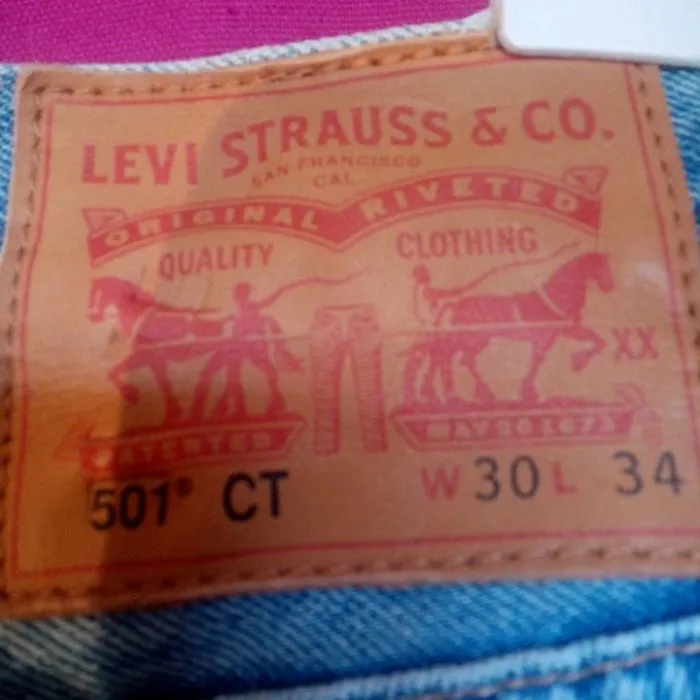 LEVI STRAUSS & CO.
SAN FRANCISCO
CAL
ORIGINAL RIVETED
QUALITY CLOTHING
XX
PATENTED MAY 20 1873
501® CT W 30 L 34